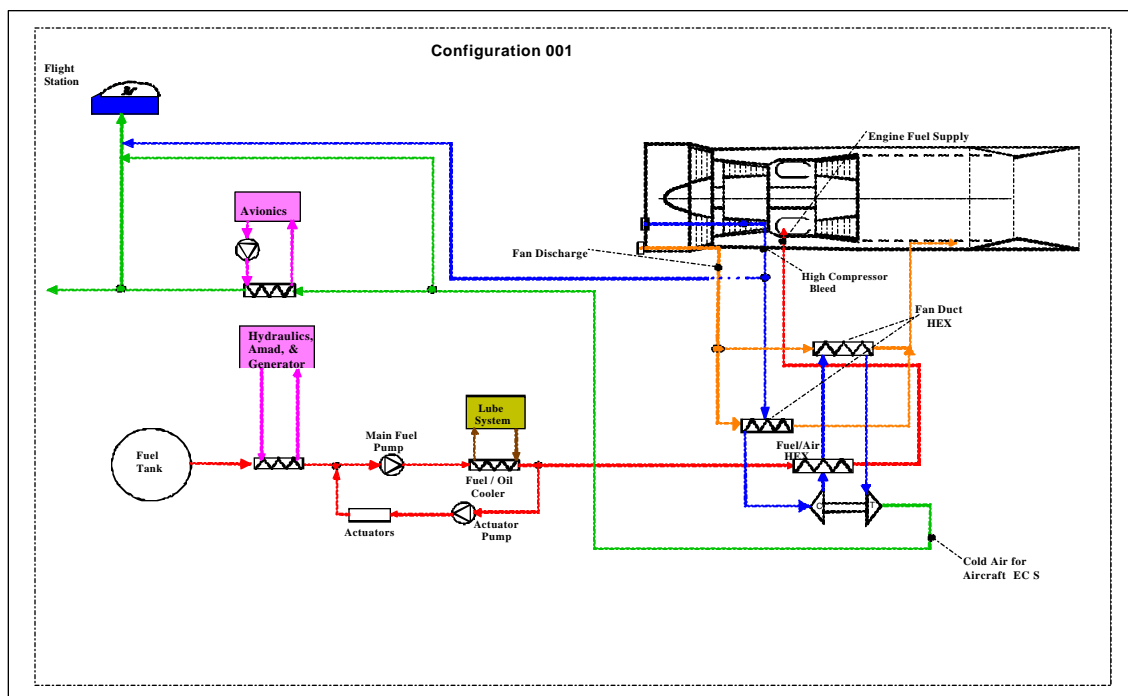 Configuration 001
Flight
Station
Engine Fuel Supply
Avionics
Fan Discharge
High Compressor
Bleed
Fan Duct
HEX
Hydraulics,
Amad, &
Generator
Lube
System
Main Fuel
Pump
Fuel
Tank
Fuel/Air
HEX
Fuel / Oil
Cooler
C
T
Actuators
Actuator
Pump
Cold Air for
Aircraft EC S